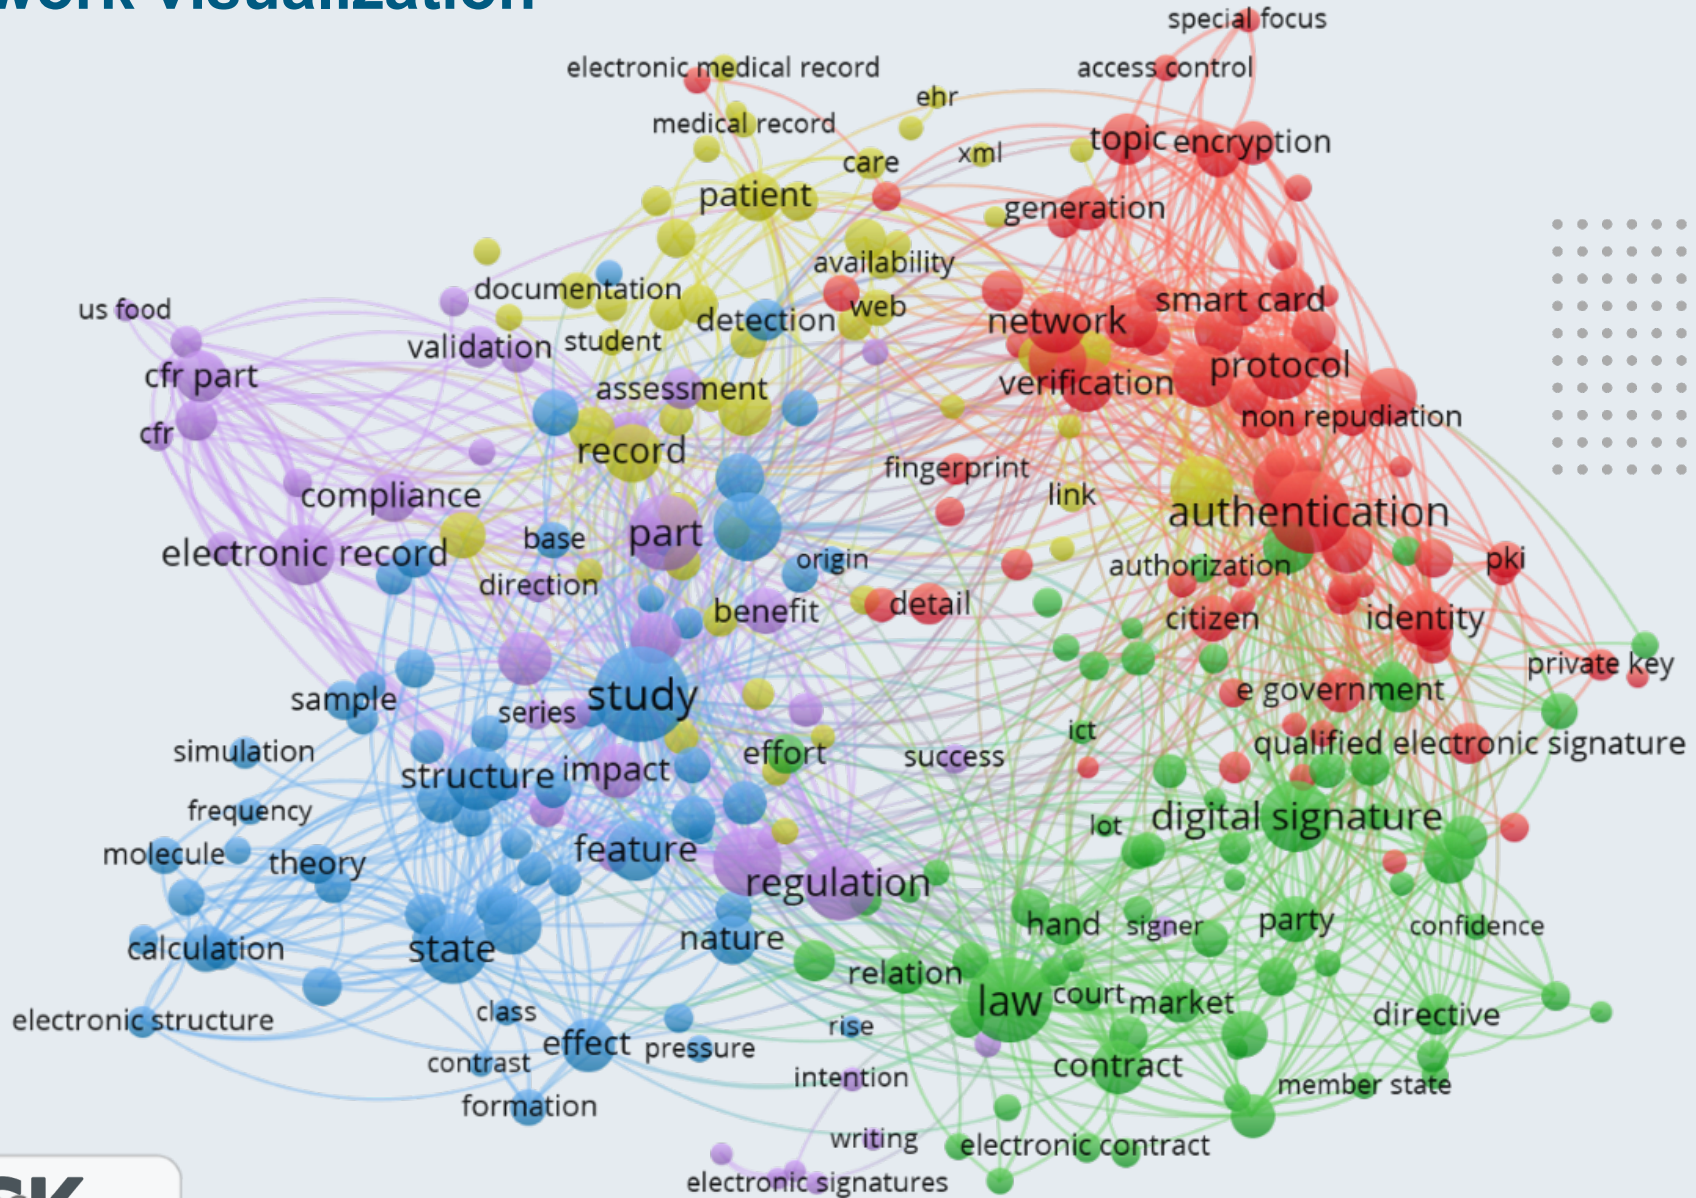 work visualization
special focus
electronic medical record
access control
ehr
medical record
topic
encryption
care
xml
patient
generation
availability
documentation
smart card
us food
web
detection
network
student
validation
protocol
cfr part
verification
assessment
non repudiation
cfr
record
fingerprint
compliance
link
authentication
part
base
electronic record
origin
pki
authorization
direction
detail
benefit
citizen
identity
private key
e government
study
sample
series
ict
qualified electronic signature
simulation
effort
success
impact
structure
frequency
digital signature
lot
feature
molecule
theory
regulation
party
hand
signer
confidence
nature
calculation
state
relation
court
law
market
class
directive
electronic structure
rise
effect
pressure
contrast
contract
intention
member state
formation
writing
electronic contract
electronic signatures